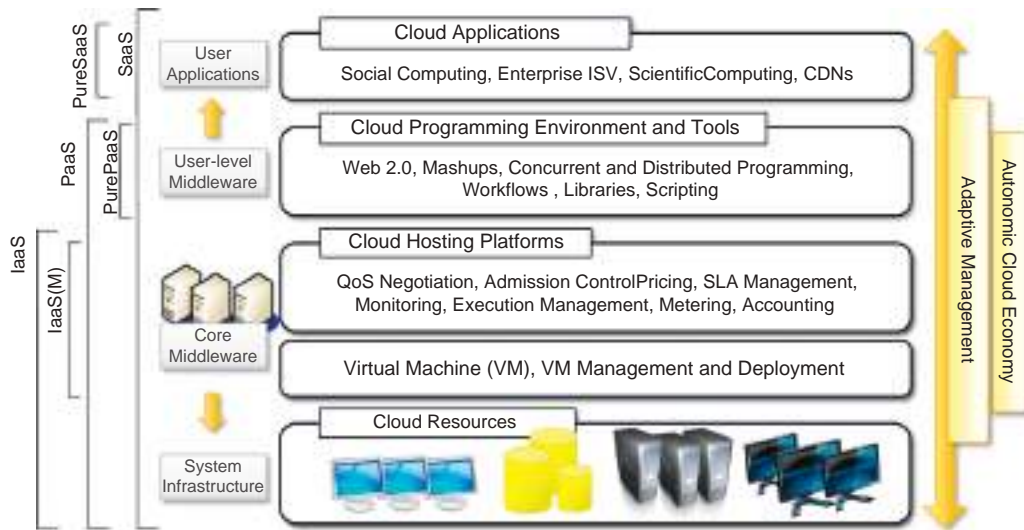 PureSaaS
SaaS
User
Applications
Cloud Applications
Social Computing, Enterprise ISV, ScientificComputing, CDNs
PaaS
PurePaaS
User-level
Middleware
Cloud Programming Environment and Tools
Web 2.0, Mashups, Concurrent and Distributed Programming,
Workflows , Libraries, Scripting
IaaS
IaaS(M)
Core
Middleware
Cloud Hosting Platforms
QoS Negotiation, Admission ControlPricing, SLA Management,
Monitoring, Execution Management, Metering, Accounting
Virtual Machine (VM), VM Management and Deployment
System
Infrastructure
Cloud Resources
Adaptive Management
Autonomic Cloud Economy